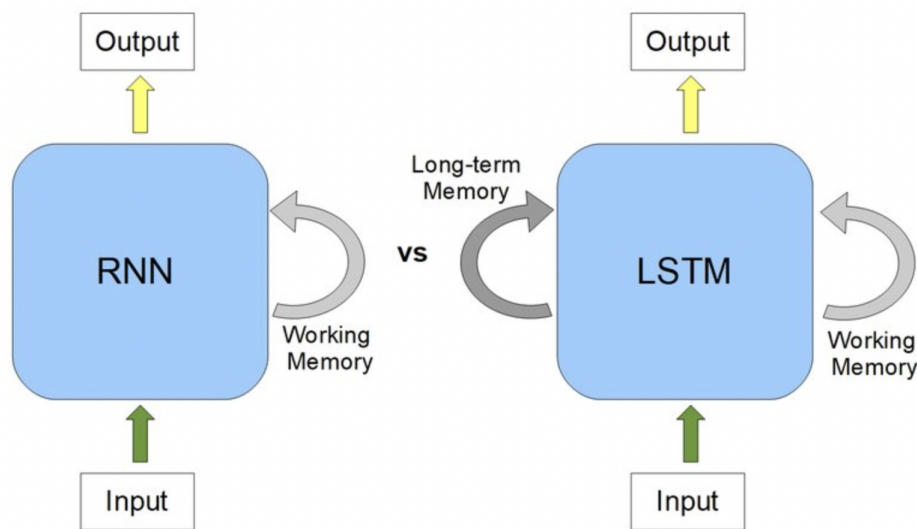 Output
RNN
Working
Memory
Input
vs
Output
Long-term
Memory
LSTM
Working
Memory
Input